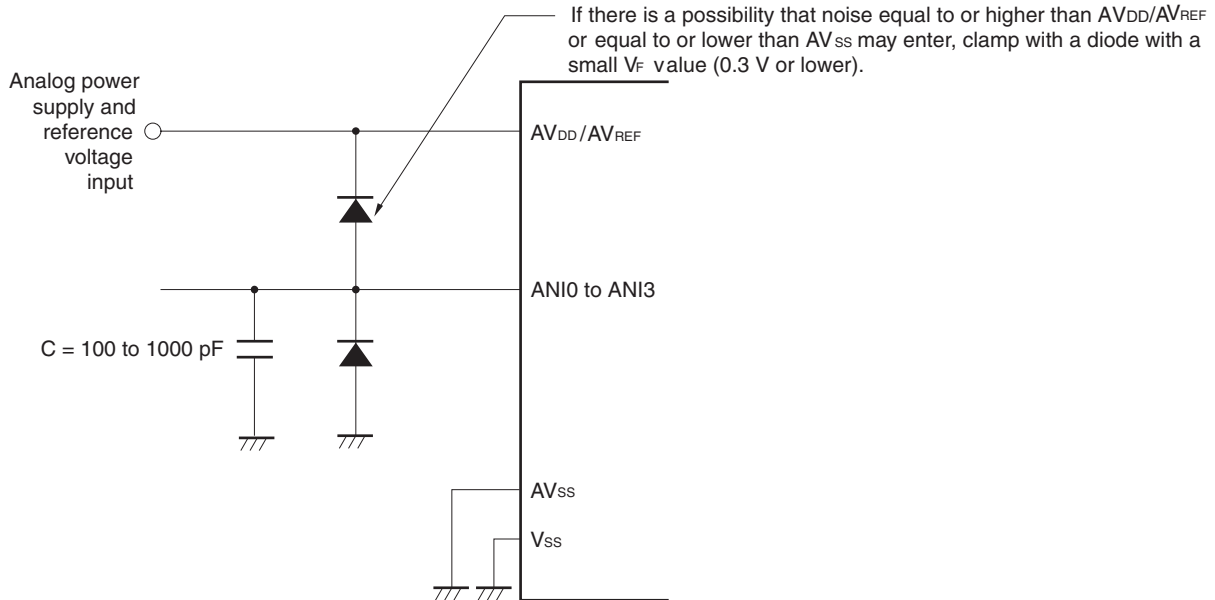 If there is a possibility that noise equal to or higher than AVDD/AVREF
or equal to or lower than AVSS may enter, clamp with a diode with a
small VF value (0.3 V or lower).
Analog power
supply and
reference
voltage
input
AVDD/AVREF
ANI0 to ANI3
C = 100 to 1000 pF
AVSS
VSS